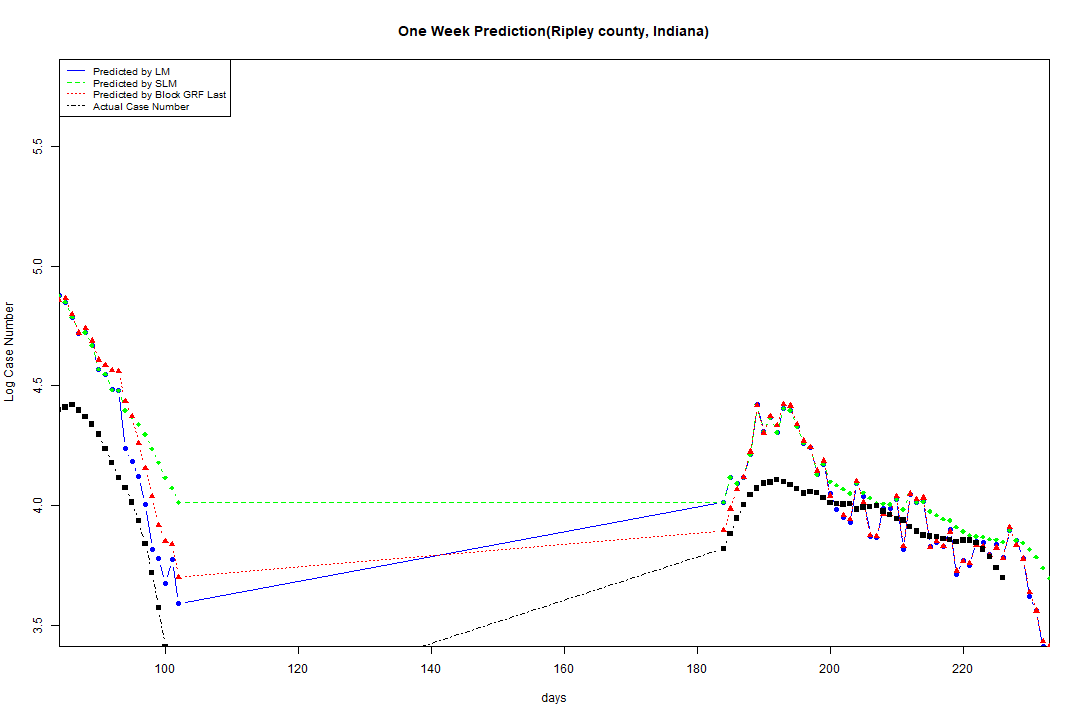 One Week Prediction(Ripley county, Indiana)
Predicted by LM
Predicted by SLM
Predicted by Block GRF Last
Actual Case Number
5.5
5.0
4.5
4.0
3.5
Log Case Number
100 120 140 160 180 200 220
days